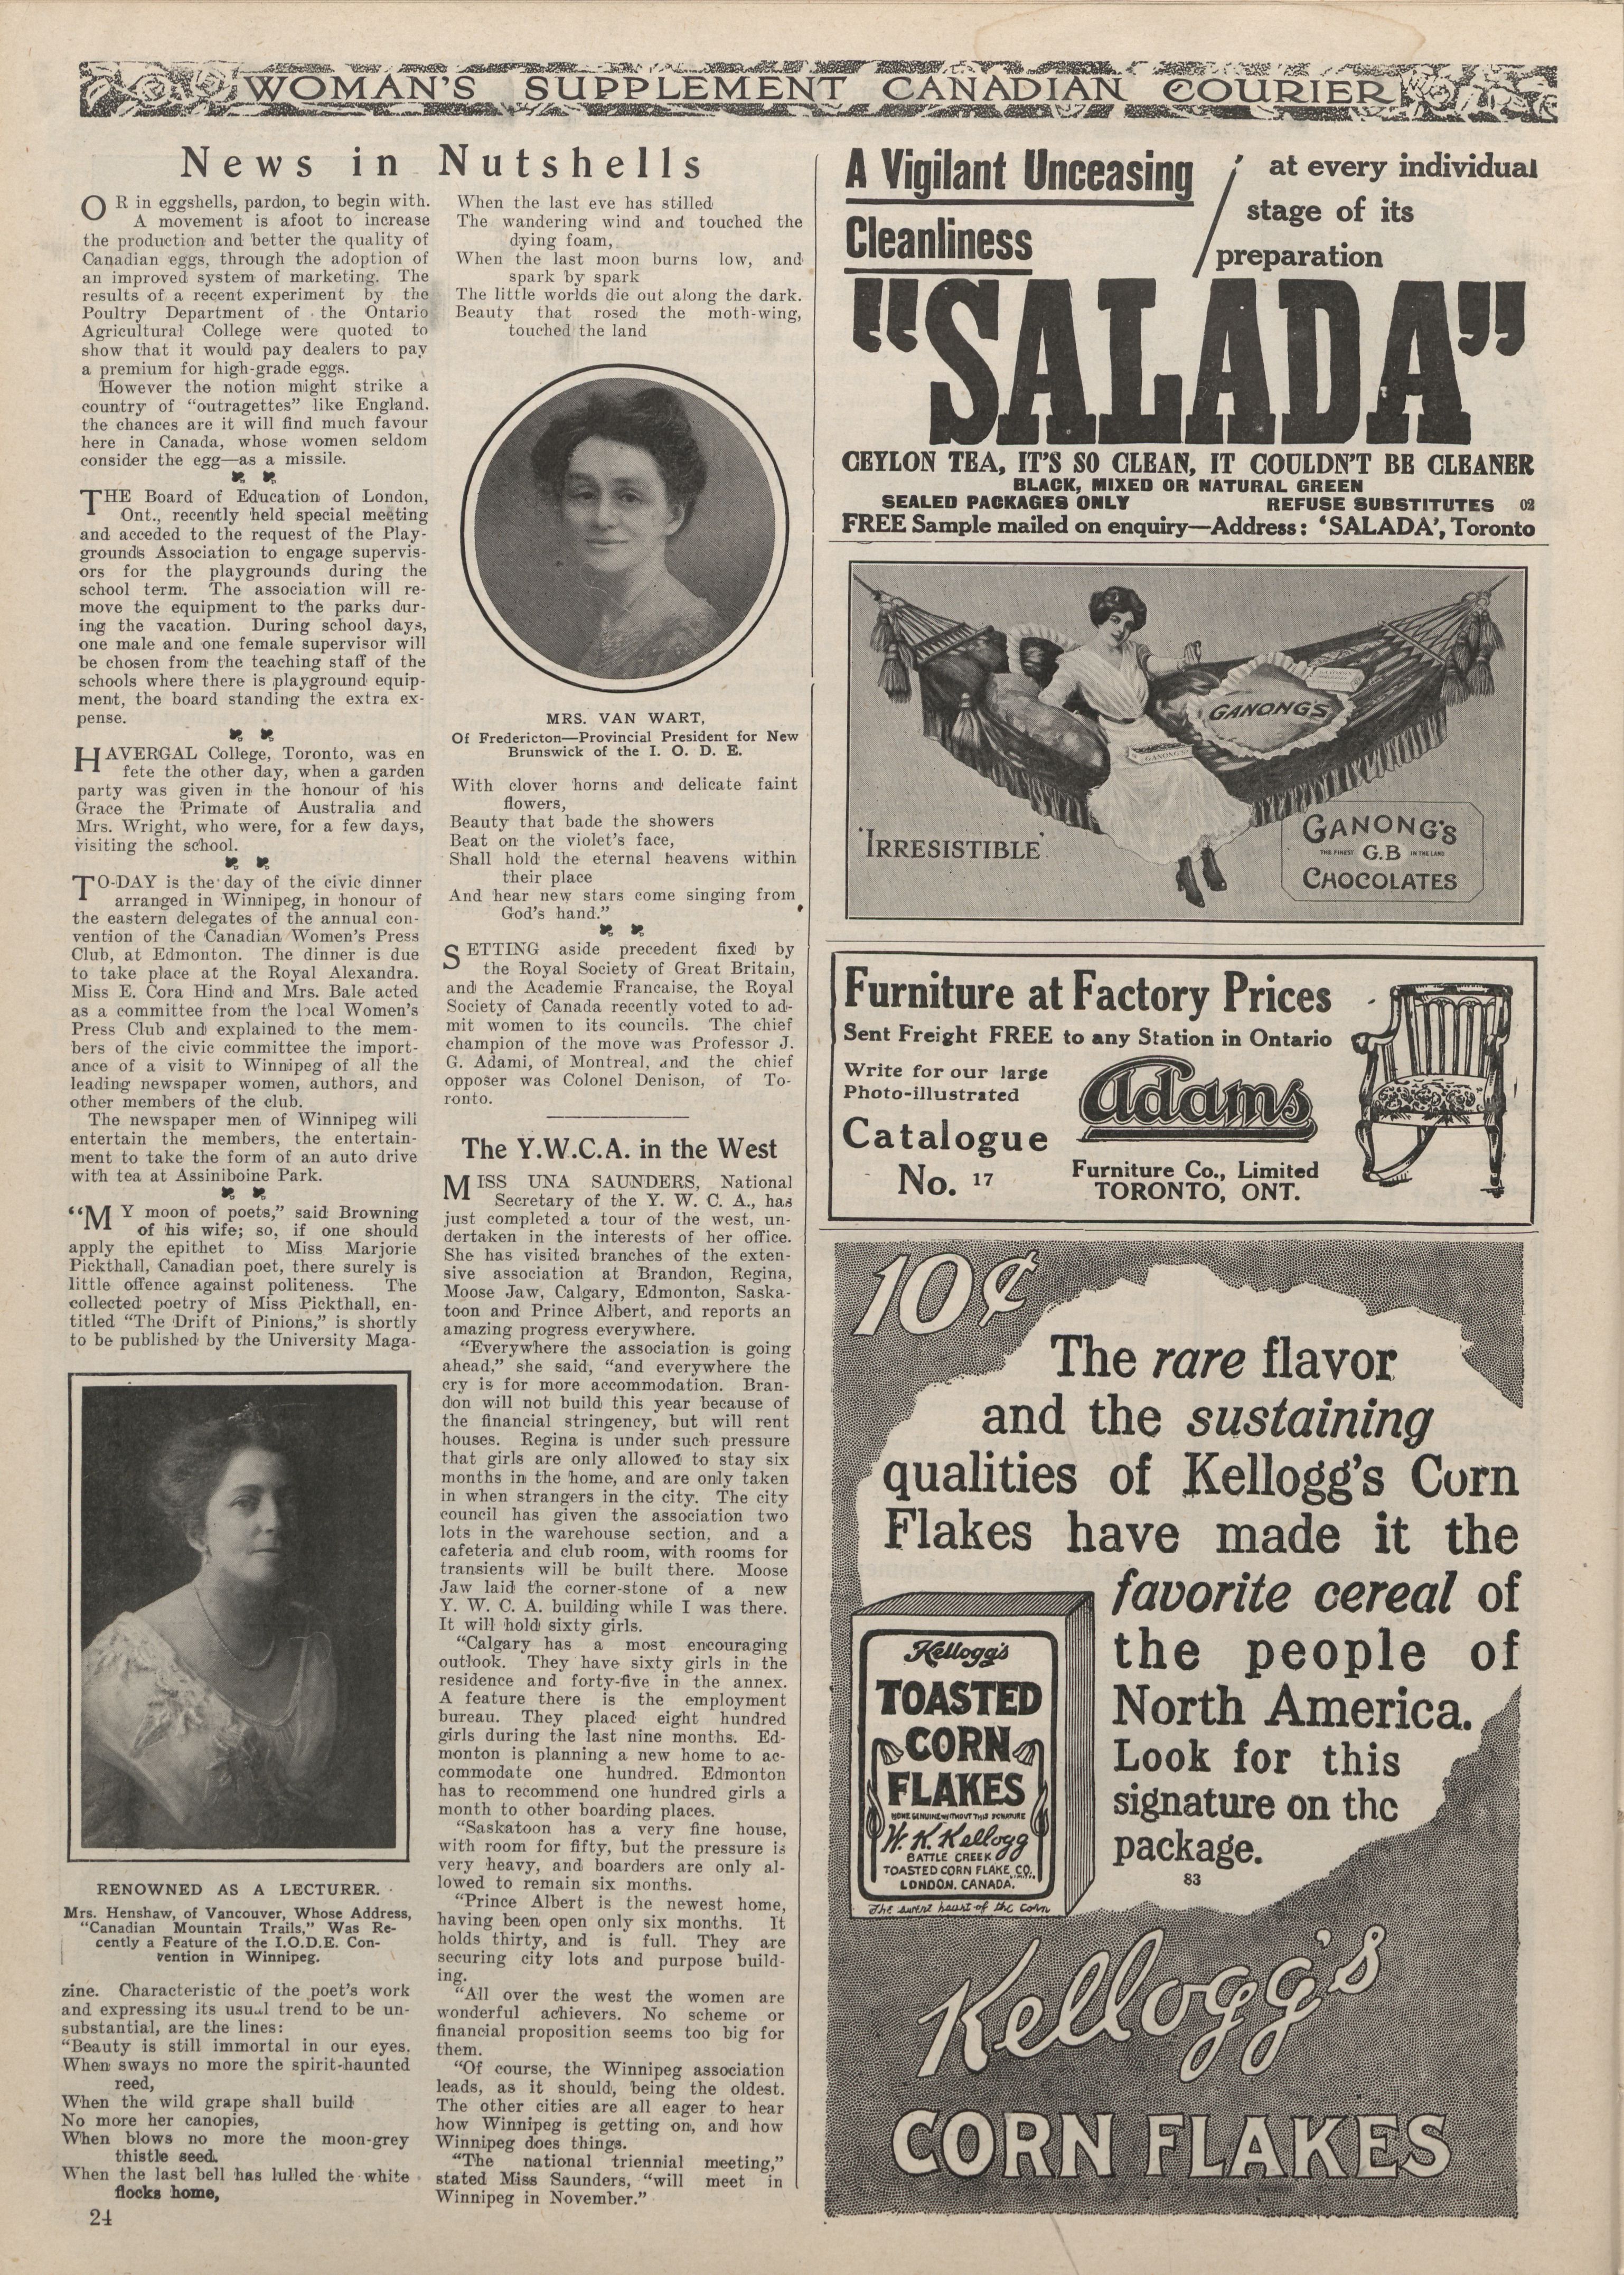 WOMAN'S SUPPLEMENT CANADIAN COURIER
News in Nutshells
OR in eggshells, pardon, to begin with.
A movement is afoot to increase
the production and better the quality of
Canadian eggs, through the adoption of
an improved system of marketing. The
results of a recent experiment by the
Poultry Department of the Ontario
Agricultural College were quoted to
show that it would pay dealers to pay
a premium for high-grade eggs.
However the notion might strike a
country of "outragettes" like England.
the chances are it will find much favour
here in Canada, whose women seldom
consider the egg—as a missile.
THE Board of Education of London,
Ont., recently held special meeting
and acceded to the request of the Play-
grounds Association to engage supervis-
ors for the playgrounds during the
school term. The association will re-
move the equipment to the parks dur-
ing the vacation. During school days,
one male and one female supervisor will
be chosen from the teaching staff of the
schools where there is playground equip-
ment, the board standing the extra ex-
pense.
HAVERGAL College, Toronto, was en
fete the other day, when a garden
party was given in the honour of his
Grace the Primate of Australia and
Mrs. Wright, who were, for a few days,
visiting the school.
TO-DAY is the day of the civic dinner
arranged in Winnipeg, in honour of
the eastern delegates of the annual con-
vention of the Canadian Women's Press
Club, at Edmonton. The dinner is due
to take place at the Royal Alexandra.
Miss E. Cora Hind and Mrs. Bale acted
as a committee from the local Women's
Press Club and explained to the mem-
bers of the civic committee the import-
ance of a visit to Winnipeg of all the
leading newspaper women, authors, and
other members of the club.
The newspaper men of Winnipeg will
entertain the members, the entertain-
ment to take the form of an auto drive
with tea at Assiniboine Park.
"MY moon of poets," said Browning
of his wife; so, if one should
apply the epithet to Miss Marjorie
Pickthall, Canadian poet, there surely is
little offence against politeness. The
collected poetry of Miss Pickthall, en-
titled "The Drift of Pinions," is shortly
to be published by the University Maga-
RENOWNED AS A LECTURER.
Mrs. Henshaw, of Vancouver, Whose Address,
"Canadian Mountain Trails," Was Re-
cently a Feature of the I.O.D.E. Con-
vention in Winnipeg.
zine. Characteristic of the poet's work
and expressing its usual trend to be un-
substantial, are the lines:
"Beauty is still immortal in our eyes.
When sways no more the spirit-haunted
reed,
When the wild grape shall build
No more her canopies,
When blows no more the moon-grey
thistle seed.
When the last bell has lulled the white
flocks home,
24
When the last eve has stilled
The wandering wind and touched the
dying foam,
When the last moon burns low, and
spark by spark
The little worlds die out along the dark.
Beauty that rosed the moth-wing,
touched the land
MRS. VAN WART,
Of Fredericton—Provincial President for New
Brunswick of the I. O. D. E.
With clover horns and delicate faint
flowers,
Beauty that bade the showers
Beat on the violet's face,
Shall hold the eternal heavens within
their place
And hear new stars come singing from
God's hand."
SETTING aside precedent fixed by
the Royal Society of Great Britain,
and the Academie Francaise, the Royal
Society of Canada recently voted to ad-
mit women to its councils. The chief
champion of the move was Professor J.
G. Adami, of Montreal, and the chief
opposer was Colonel Denison, of To-
ronto.
The Y.W.C.A. in the West
MISS UNA SAUNDERS, National
Secretary of the Y. W. C. A., has
just completed a tour of the west, un-
dertaken in the interests of her office.
She has visited branches of the exten-
sive association at Brandon, Regina,
Moose Jaw, Calgary, Edmonton, Saska-
toon and Prince Albert, and reports an
amazing progress everywhere.
"Everywhere the association is going
ahead," she said, "and everywhere the
cry is for more accommodation. Bran-
don will not build this year because of
the financial stringency, but will rent
houses. Regina is under such pressure
that girls are only allowed to stay six
months in the home, and are only taken
in when strangers in the city. The city
council has given the association two
lots in the warehouse section, and a
cafeteria and club room, with rooms for
transients will be built there. Moose
Jaw laid the corner-stone of a new
Y. W. C. A. building while I was there.
It will hold sixty girls.
"Calgary has a most encouraging
outlook. They have sixty girls in the
residence and forty-five in the annex.
A feature there is the employment
bureau. They placed eight hundred
girls during the last nine months. Ed-
monton is planning a new home to ac-
commodate one hundred. Edmonton
has to recommend one hundred girls a
month to other boarding places.
"Saskatoon has a very fine house,
with room for fifty, but the pressure is
very heavy, and boarders are only al-
lowed to remain six months.
"Prince Albert is the newest home,
having been open only six months. It
holds thirty, and is full. They are
securing city lots and purpose build-
ing.
"All over the west the women are
wonderful achievers. No scheme or
financial proposition seems too big for
them.
"Of course, the Winnipeg association
leads, as it should, being the oldest.
The other cities are all eager to hear
how Winnipeg is getting on, and how
Winnipeg does things.
"The national triennial meeting,"
stated Miss Saunders, "will meet in
Winnipeg in November."
A Vigilant Unceasing
Cleanliness
at every individual
stage of its
preparation
"SALADA"
CEYLON TEA, IT'S SO CLEAN, IT COULDN'T BE CLEANER
BLACK, MIXED OR NATURAL GREEN
SEALED PACKAGES ONLY REFUSE SUBSTITUTES 02
FREE Sample mailed on enquiry—Address: 'SALADA', Toronto
GANONG'S
GANONG'S
'IRRESISTIBLE'
GANONG'S
THE FINEST G.B IN THE LAND
CHOCOLATES
Furniture at Factory Prices
Sent Freight FREE to any Station in Ontario
Write for our large
Photo-illustrated
Catalogue
No. 17
Adams
Furniture Co., Limited
TORONTO, ONT.
10¢
The rare flavor
and the sustaining
qualities of Kellogg's Corn
Flakes have made it the
favorite cereal of
the people of
North America.
Look for this
signature on the
package.
83
Kellogg's
TOASTED
CORN
FLAKES
NONE GENUINE WITHOUT THIS SIGNATURE
W. K. Kellogg
BATTLE CREEK
TOASTED CORN FLAKE CO.
LIMITED
LONDON, CANADA.
The sweet heart of the corn
Kellogg's
CORN FLAKES